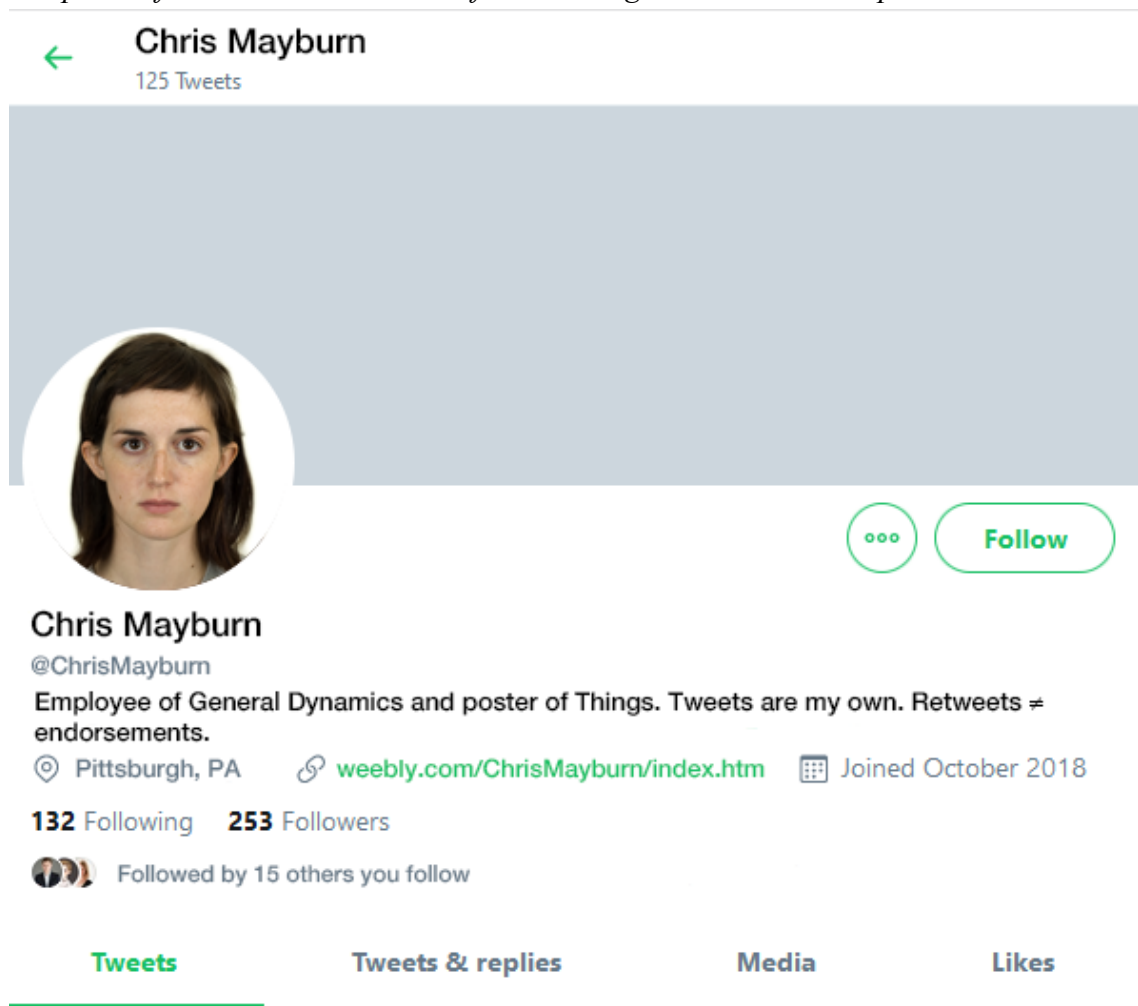 Chris Mayburn
125 Tweets
Follow
Chris Mayburn
@ChrisMayburn
Employee of General Dynamics and poster of Things. Tweets are my own. Retweets ≠
endorsements.
Pittsburgh, PA weebly.com/ChrisMayburn/index.htm Joined October 2018
132 Following 253 Followers
Followed by 15 others you follow
Tweets Tweets & replies Media Likes